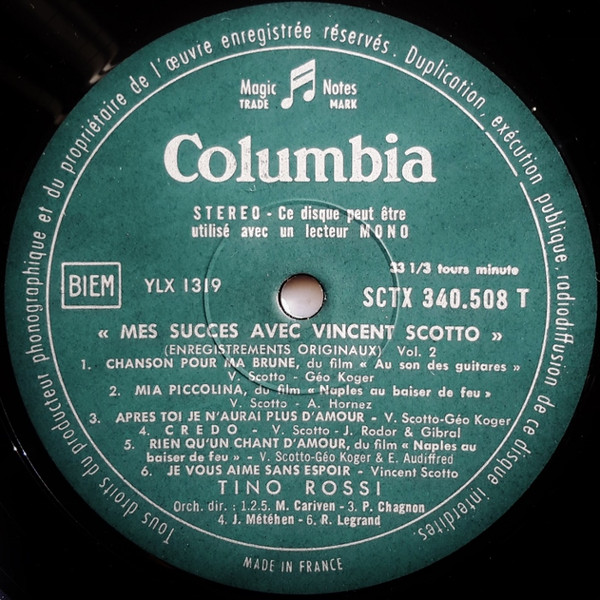 Tous droits du producteur phonographique et du propriétaire de l'œuvre enregistrée réservés. Duplication, exécution publique, radiodiffusion de ce disque interdites.
Magic Notes
TRADE MARK
Columbia
STEREO - Ce disque peut être
utilisé avec un lecteur MONO
33 1/3 tours minute
BIEM YLX 1319 SCTX 340.508 T
« MES SUCCES AVEC VINCENT SCOTTO »
(ENREGISTREMENTS ORIGINAUX) Vol. 2
1. CHANSON POUR MA BRUNE, du film « Au son des guitares »
V. Scotto - Géo Koger
2. MIA PICCOLINA, du film « Naples au baiser de feu »
V. Scotto - A. Hornez
3. APRES TOI JE N'AURAI PLUS D'AMOUR - V. Scotto-Géo Koger
4. CREDO - V. Scotto - J. Rodor & Gibral
5. RIEN QU'UN CHANT D'AMOUR, du film « Naples au
baiser de feu » - V. Scotto-Géo Koger & E. Audiffred
6. JE VOUS AIME SANS ESPOIR - Vincent Scotto
TINO ROSSI
Orch. dir. : 1.2.5. M. Cariven - 3. P. Chagnon
4. J. Météhen - 6. R. Legrand
MADE IN FRANCE